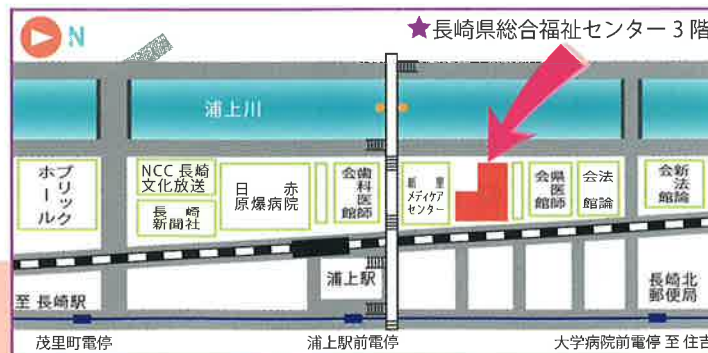 N
★長崎県総合福祉センター3階
浦上川
ブリック
ホール
NCC 長崎
文化放送
長崎
新聞社
日赤
原爆病院
歯科医師
会館
新里
メディケア
センター
県医師
会館
法論
会館
新法論
会館
浦上駅
至 長崎駅
長崎北
郵便局
茂里町電停
浦上駅前電停
大学病院前電停 至 住吉